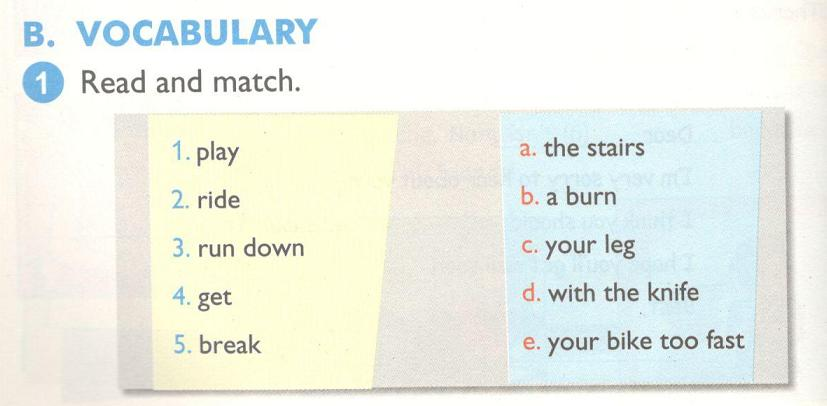 B. VOCABULARY
1 Read and match.
1. play
2. ride
3. run down
4. get
5. break
a. the stairs
b. a burn
c. your leg
d. with the knife
e. your bike too fast